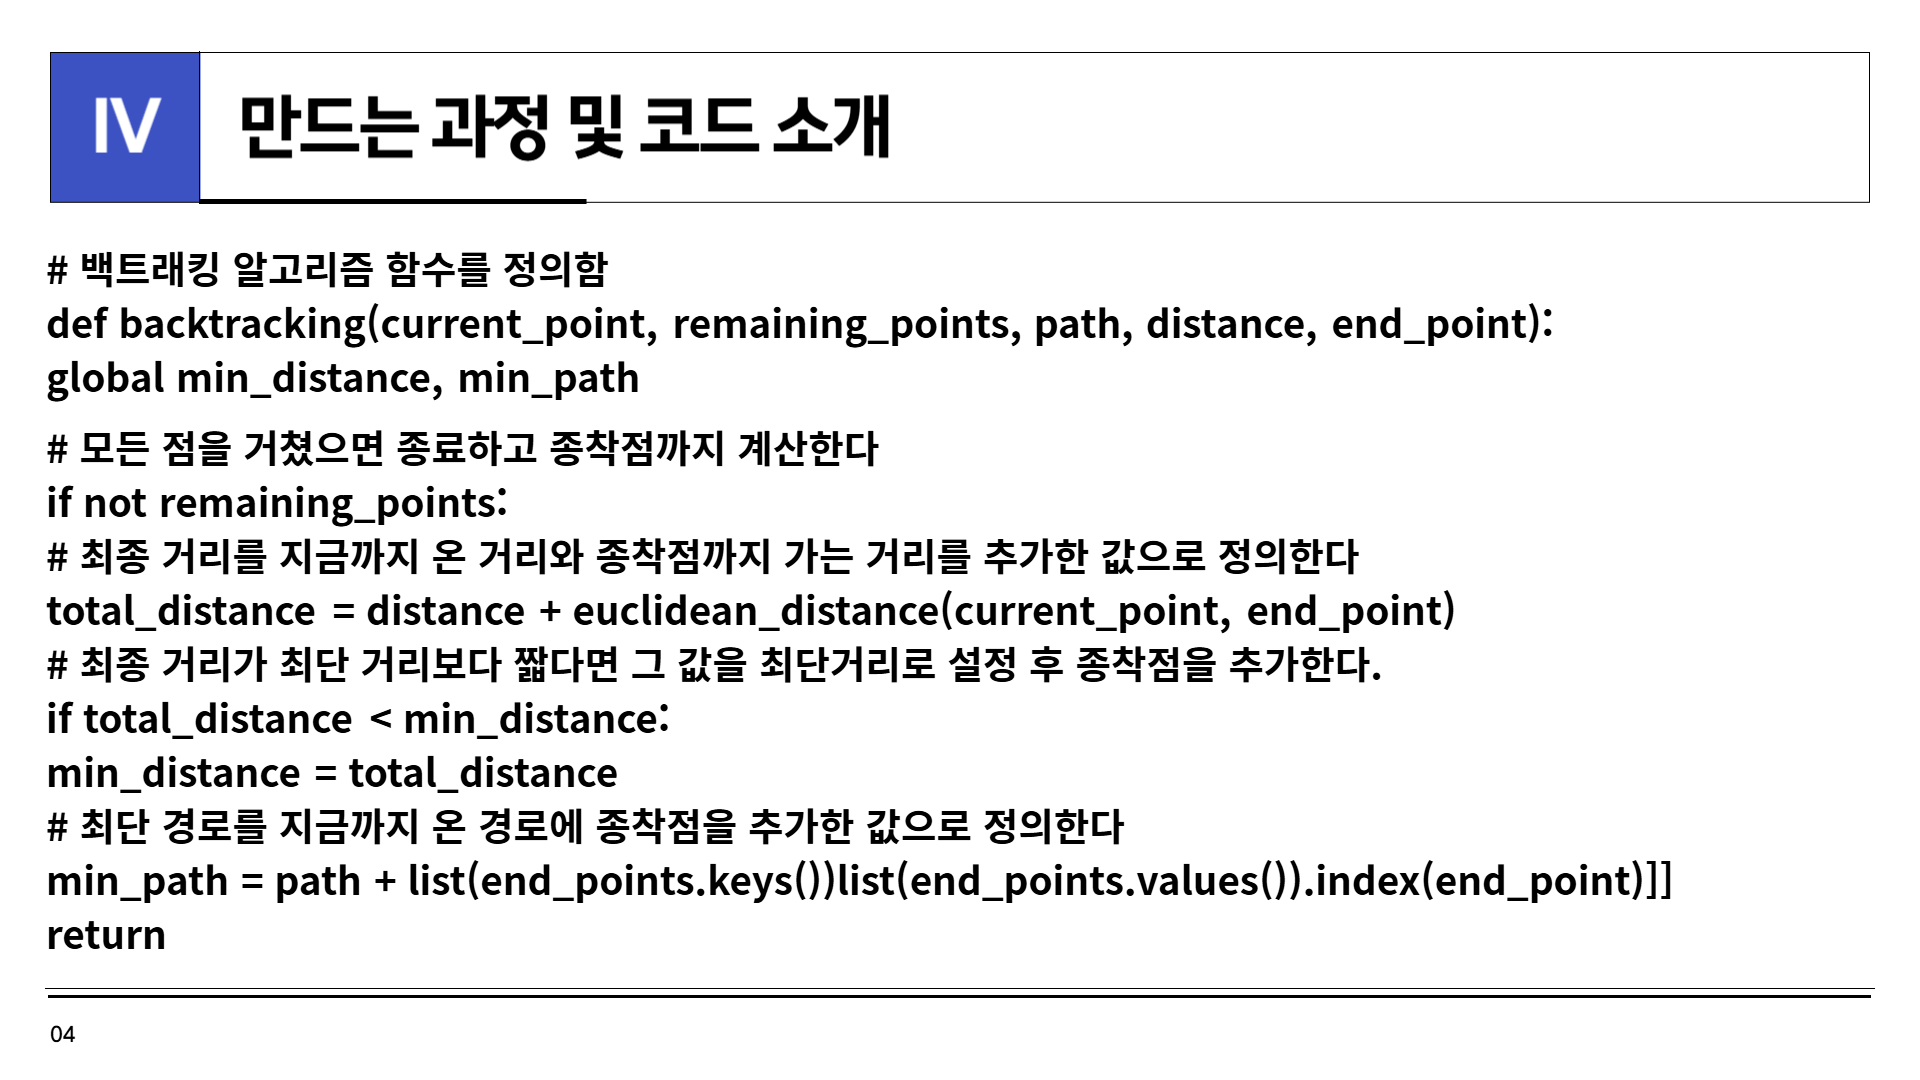 Ⅳ
만드는 과정 및 코드 소개
# 백트래킹 알고리즘 함수를 정의함
def backtracking(current_point, remaining_points, path, distance, end_point):
global min_distance, min_path
# 모든 점을 거쳤으면 종료하고 종착점까지 계산한다
if not remaining_points:
# 최종 거리를 지금까지 온 거리와 종착점까지 가는 거리를 추가한 값으로 정의한다
total_distance = distance + euclidean_distance(current_point, end_point)
# 최종 거리가 최단 거리보다 짧다면 그 값을 최단거리로 설정 후 종착점을 추가한다.
if total_distance < min_distance:
min_distance = total_distance
# 최단 경로를 지금까지 온 경로에 종착점을 추가한 값으로 정의한다
min_path = path + list(end_points.keys())list(end_points.values()).index(end_point)]]
return
04